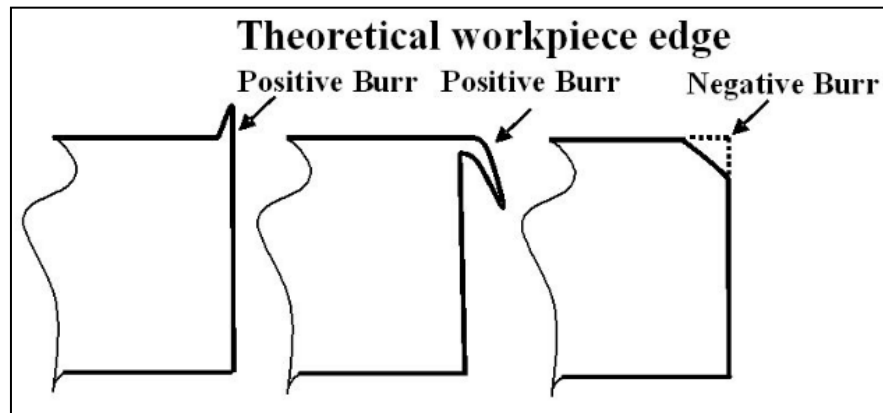 Theoretical workpiece edge
Positive Burr
Positive Burr
Negative Burr